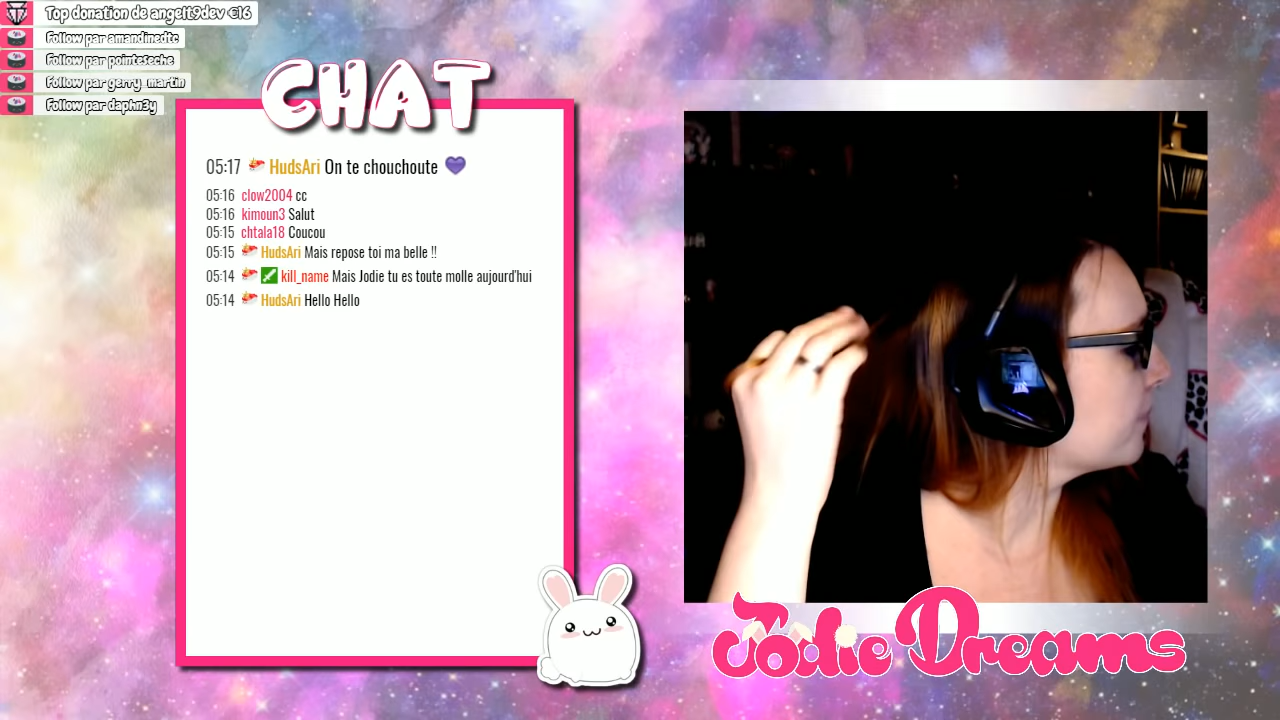 Top donation de angelt9dev €16
Follow par amandinedtc
Follow par pointeseche
Follow par gerry_martin
Follow par daphn3y
CHAT
05:17 HudsAri On te chouchoute
05:16 clow2004 cc
05:16 kimoun3 Salut
05:15 chtala18 Coucou
05:15 HudsAri Mais repose toi ma belle !!
05:14 kill_name Mais Jodie tu es toute molle aujourd'hui
05:14 HudsAri Hello Hello
Jodie Dreams